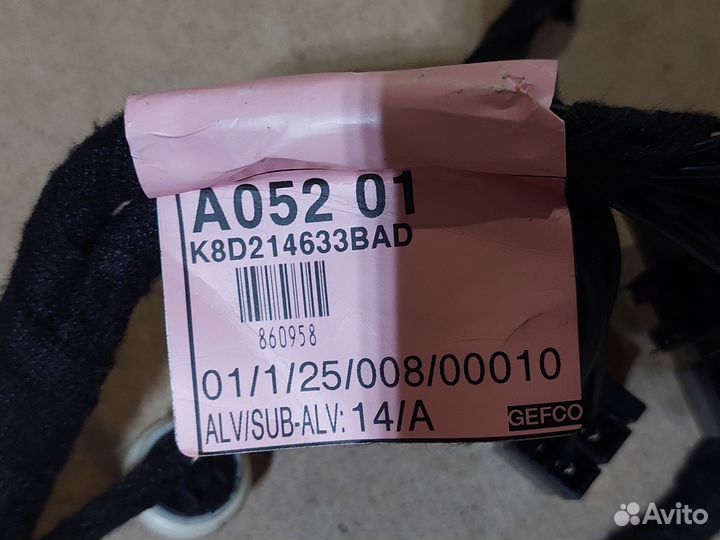 A052 01
K8D214633BAD
860958
01/1/25/008/00010
ALV/SUB-ALV: 14/A
GEFCO
Avito